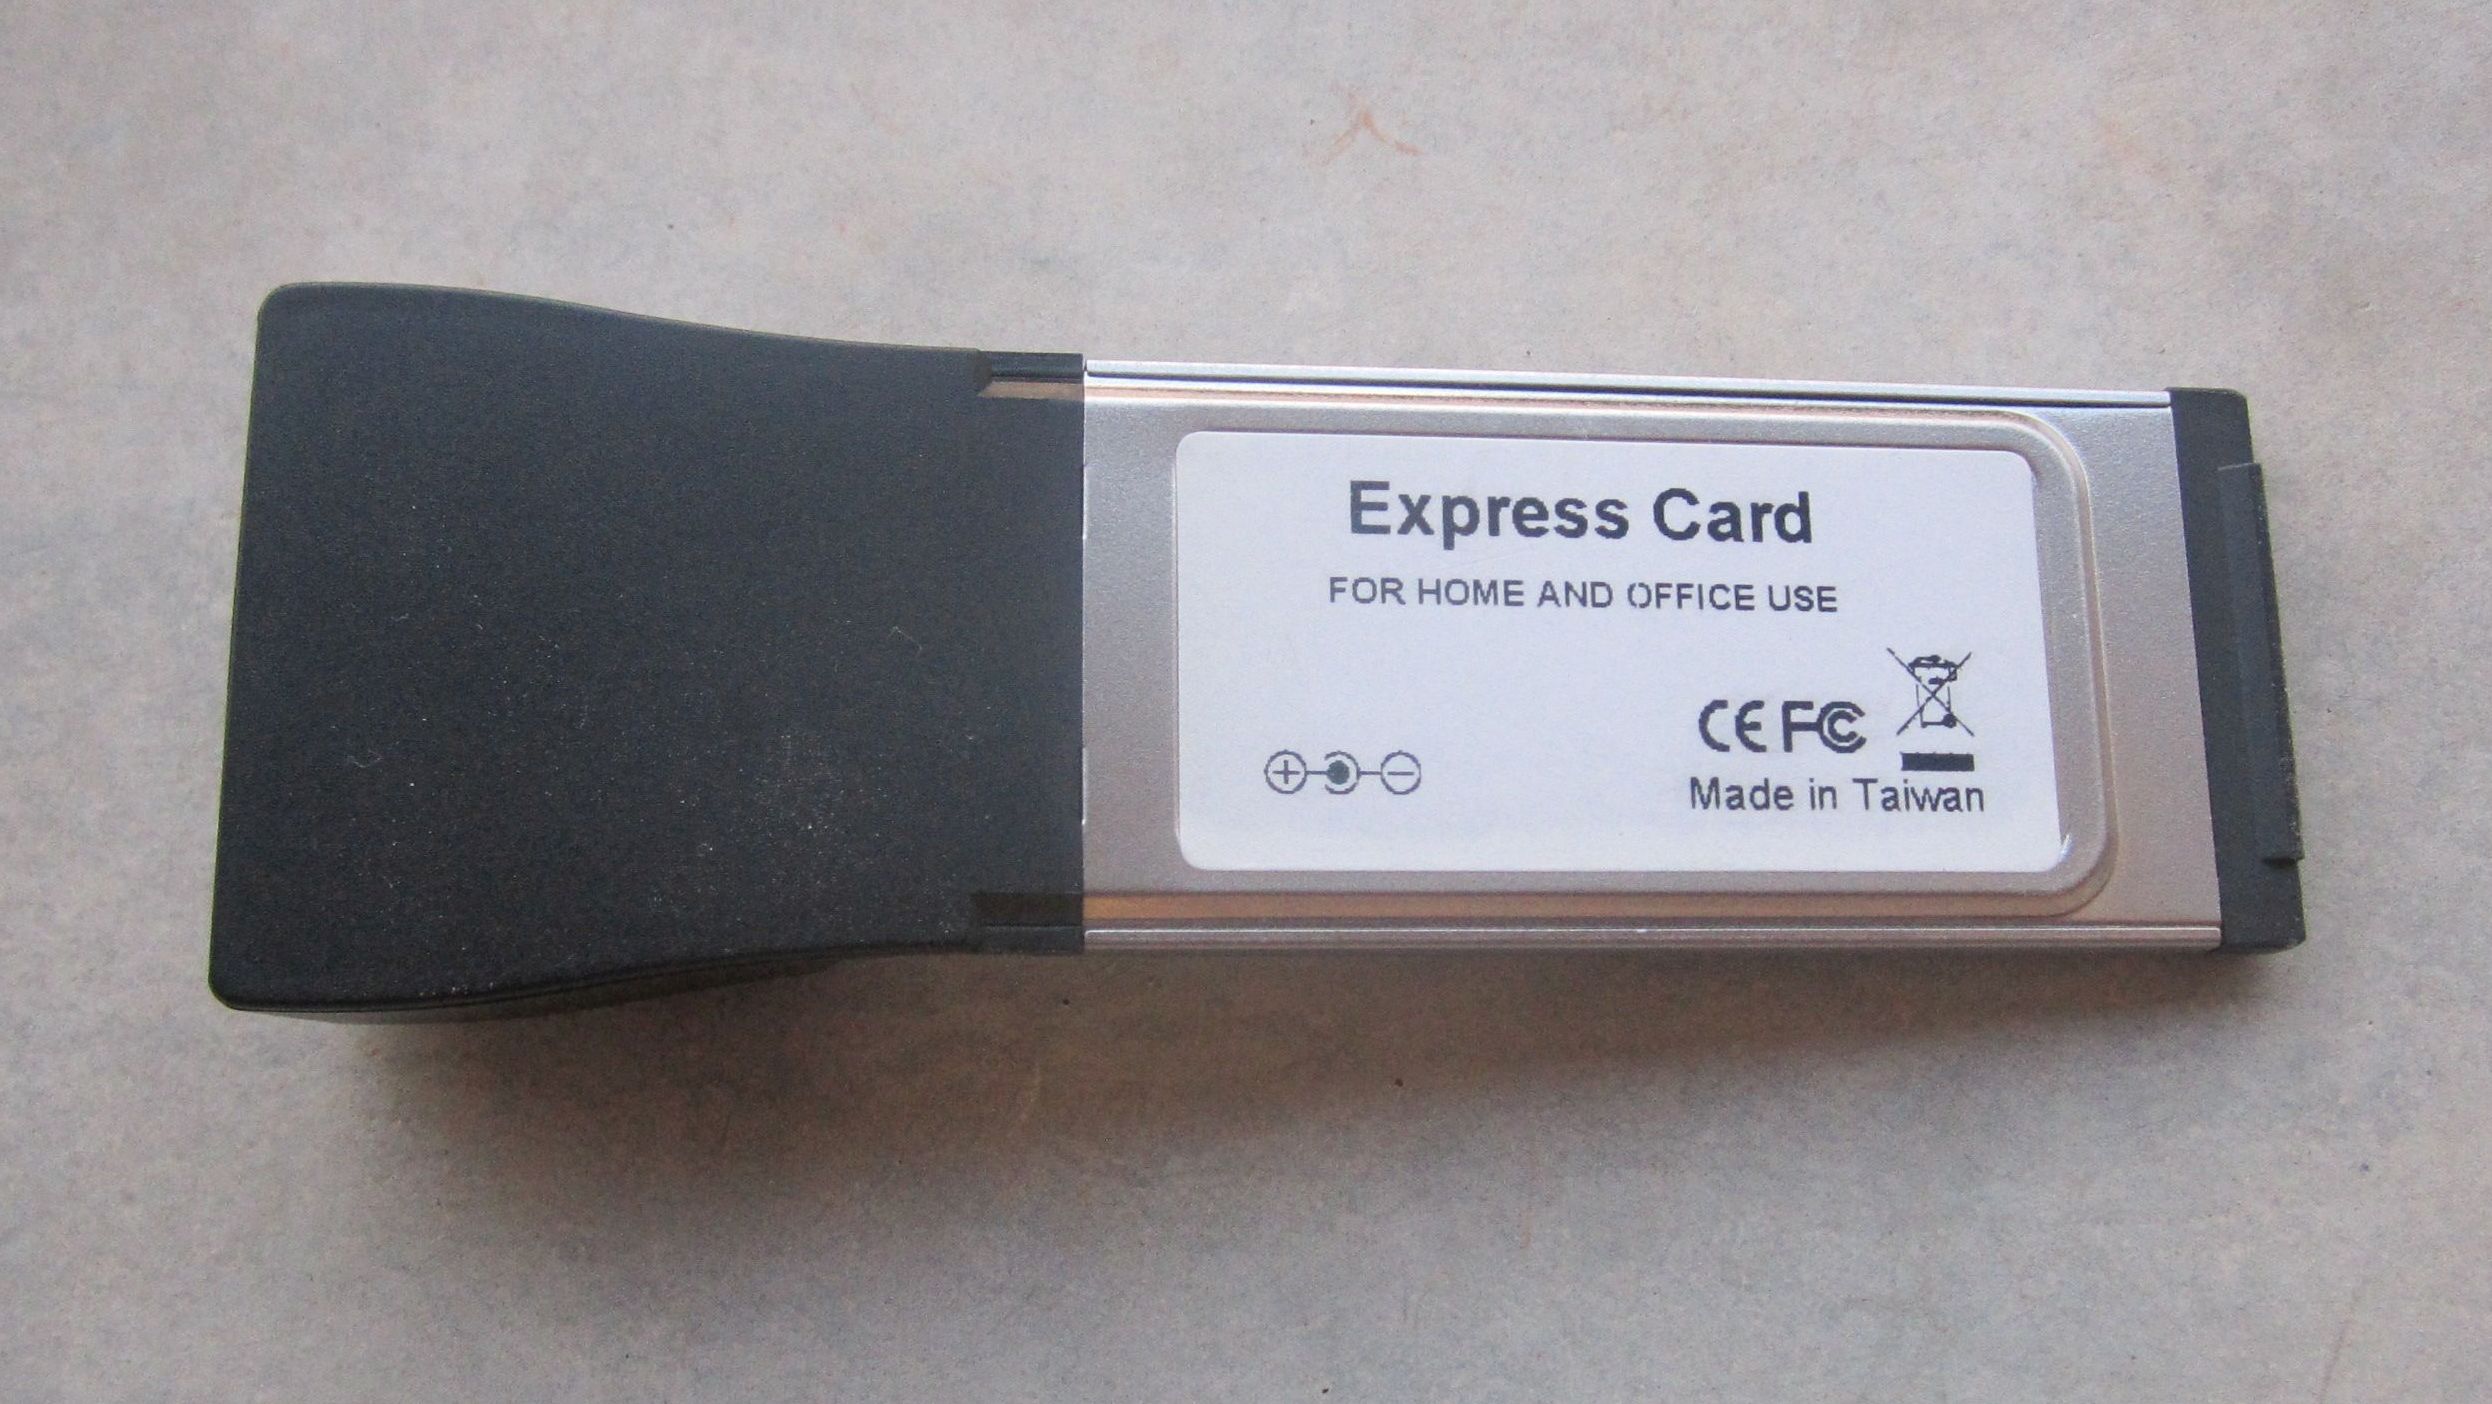 Express Card
FOR HOME AND OFFICE USE
CE FC
Made in Taiwan